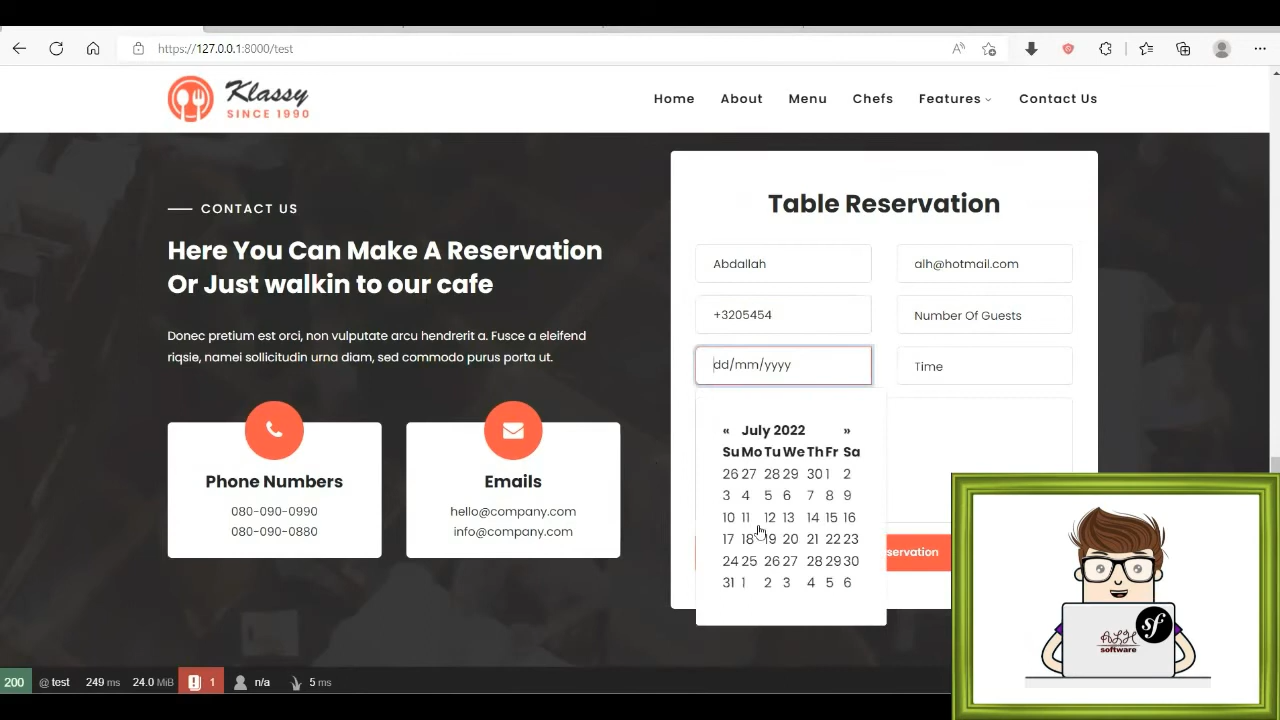 https://127.0.0.1:8000/test
Klassy
SINCE 1990
Home About Menu Chefs Features Contact Us
CONTACT US
Here You Can Make A Reservation
Or Just walkin to our cafe
Donec pretium est orci, non vulputate arcu hendrerit a. Fusce a eleifend
riqsie, namei sollicitudin urna diam, sed commodo purus porta ut.
Phone Numbers
080-090-0990
080-090-0880
Emails
hello@company.com
info@company.com
Table Reservation
Abdallah alh@hotmail.com
+3205454 Number Of Guests
dd/mm/yyyy Time
« July 2022 »
Su Mo Tu We Th Fr Sa
26 27 28 29 30 1 2
3 4 5 6 7 8 9
10 11 12 13 14 15 16
17 18 19 20 21 22 23
24 25 26 27 28 29 30
31 1 2 3 4 5 6
servation
ALH
software
sf
200 @ test 249 ms 24.0 MiB 1 n/a 5 ms